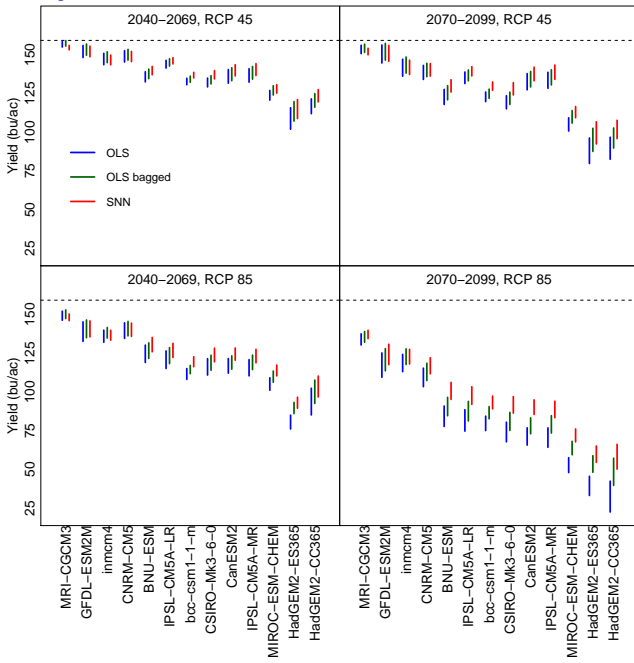 2040−2069, RCP 45
2070−2099, RCP 45
Yield (bu/ac)
150
125
100
75
50
25
OLS
OLS bagged
SNN
2040−2069, RCP 85
2070−2099, RCP 85
Yield (bu/ac)
150
125
100
75
50
25
MRI−CGCM3
GFDL−ESM2M
inmcm4
CNRM−CM5
BNU−ESM
IPSL−CM5A−LR
bcc−csm1−1−m
CSIRO−Mk3−6−0
CanESM2
IPSL−CM5A−MR
MIROC−ESM−CHEM
HadGEM2−ES365
HadGEM2−CC365
MRI−CGCM3
GFDL−ESM2M
inmcm4
CNRM−CM5
BNU−ESM
IPSL−CM5A−LR
bcc−csm1−1−m
CSIRO−Mk3−6−0
CanESM2
IPSL−CM5A−MR
MIROC−ESM−CHEM
HadGEM2−ES365
HadGEM2−CC365